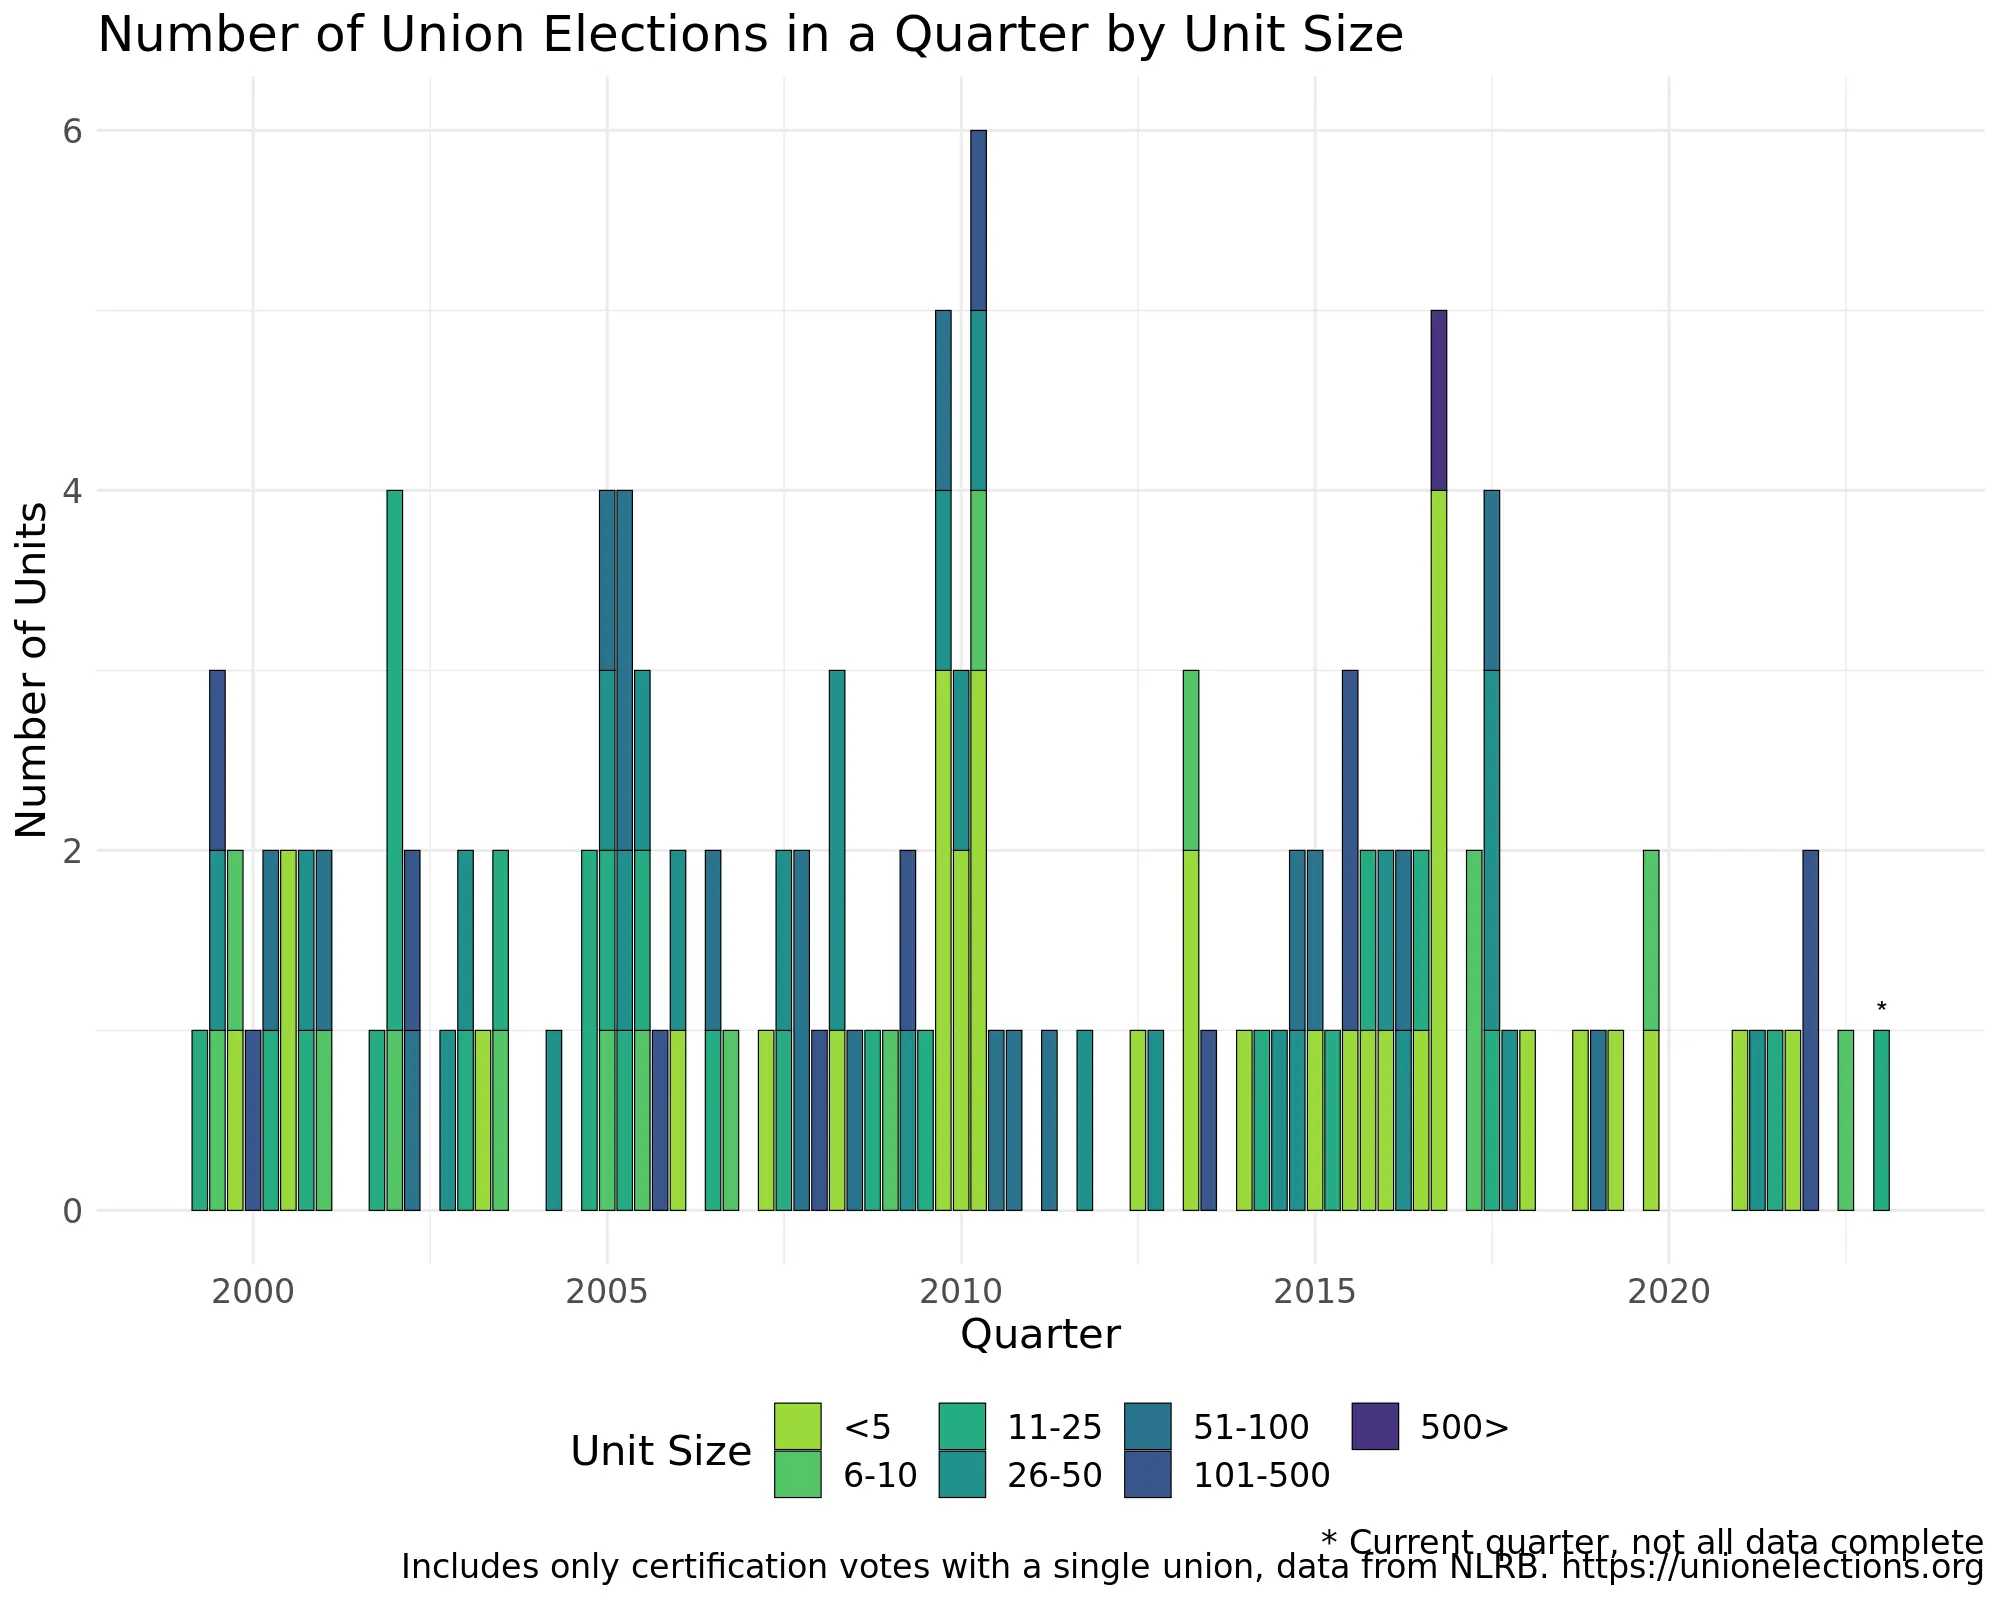 Number of Union Elections in a Quarter by Unit Size
Number of Units
6
4
2
0
*
2000 2005 2010 2015 2020
Quarter
Unit Size
<5 11-25 51-100 500>
6-10 26-50 101-500
* Current quarter, not all data complete
Includes only certification votes with a single union, data from NLRB. https://unionelections.org